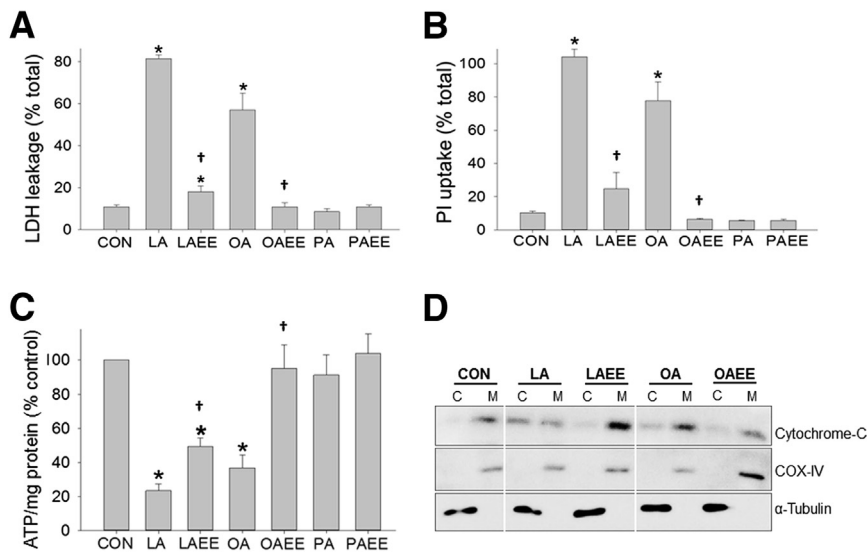 A
LDH leakage (% total)
80
60
40
20
0
* * * † †
CON LA LAEE OA OAEE PA PAEE
B
PI uptake (% total)
100
80
60
40
20
0
* † * †
CON LA LAEE OA OAEE PA PAEE
C
ATP/mg protein (% control)
100
80
60
40
20
0
* † * * †
CON LA LAEE OA OAEE PA PAEE
D
CON LA LAEE OA OAEE
C M C M C M C M C M
Cytochrome-C
COX-IV
α-Tubulin